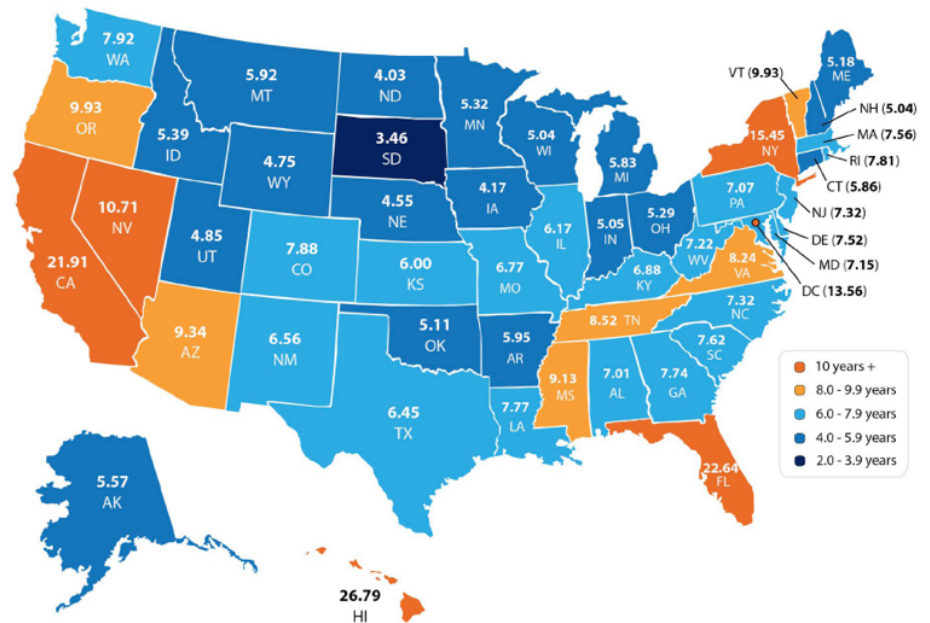 7.92
WA
9.93
OR
21.91
CA
10.71
NV
5.39
ID
5.92
MT
4.75
WY
4.85
UT
9.34
AZ
7.88
CO
6.56
NM
4.03
ND
3.46
SD
4.55
NE
6.00
KS
5.11
OK
6.45
TX
5.32
MN
4.17
IA
6.77
MO
5.95
AR
7.77
LA
5.04
WI
6.17
IL
5.83
MI
5.05
IN
5.29
OH
6.88
KY
8.52 TN
9.13
MS
7.01
AL
7.74
GA
22.64
FL
7.62
SC
7.32
NC
8.24
VA
7.22
WV
7.07
PA
15.45
NY
5.18
ME
VT (9.93)
NH (5.04)
MA (7.56)
RI (7.81)
CT (5.86)
NJ (7.32)
DE (7.52)
MD (7.15)
DC (13.56)
10 years +
8.0 - 9.9 years
6.0 - 7.9 years
4.0 - 5.9 years
2.0 - 3.9 years
5.57
AK
26.79
HI